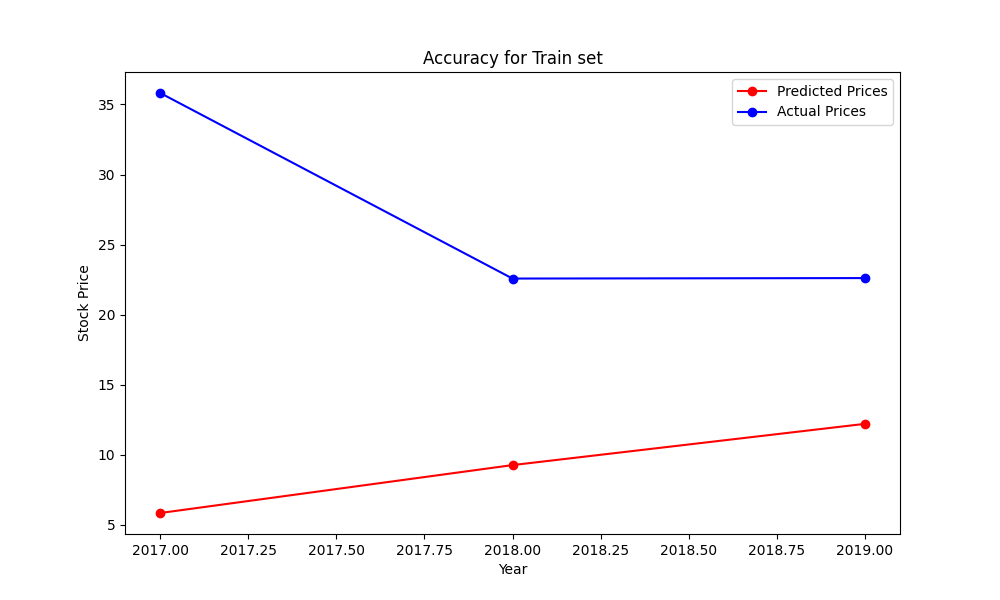 Accuracy for Train set
Predicted Prices
Actual Prices
35
30
25
20
15
10
5
Stock Price
2017.00 2017.25 2017.50 2017.75 2018.00 2018.25 2018.50 2018.75 2019.00
Year